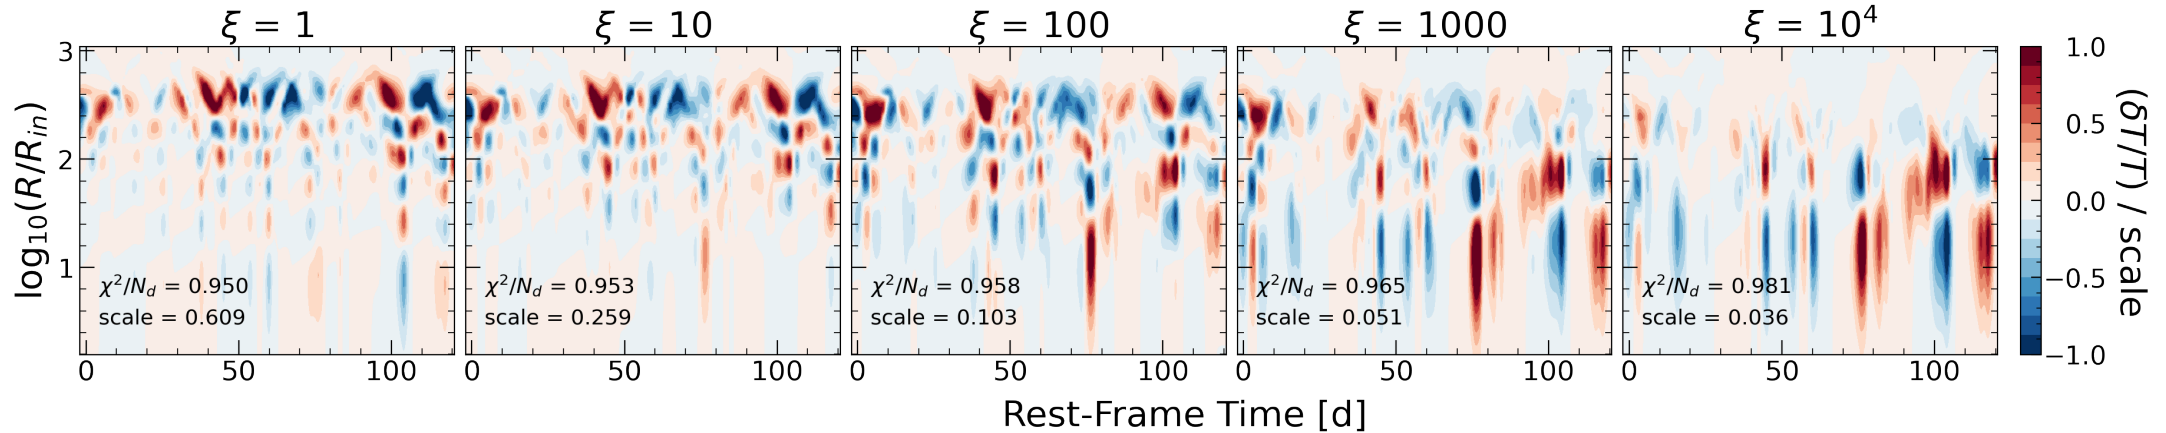 ξ = 1
ξ = 10
ξ = 100
ξ = 1000
ξ = 10⁴
log₁₀(R/R_in)
3
2
1
χ²/N_d = 0.950
scale = 0.609
χ²/N_d = 0.953
scale = 0.259
χ²/N_d = 0.958
scale = 0.103
χ²/N_d = 0.965
scale = 0.051
χ²/N_d = 0.981
scale = 0.036
0 50 100
0 50 100
0 50 100
0 50 100
0 50 100
Rest-Frame Time [d]
1.0
0.5
0.0
−0.5
−1.0
(δT/T) / scale